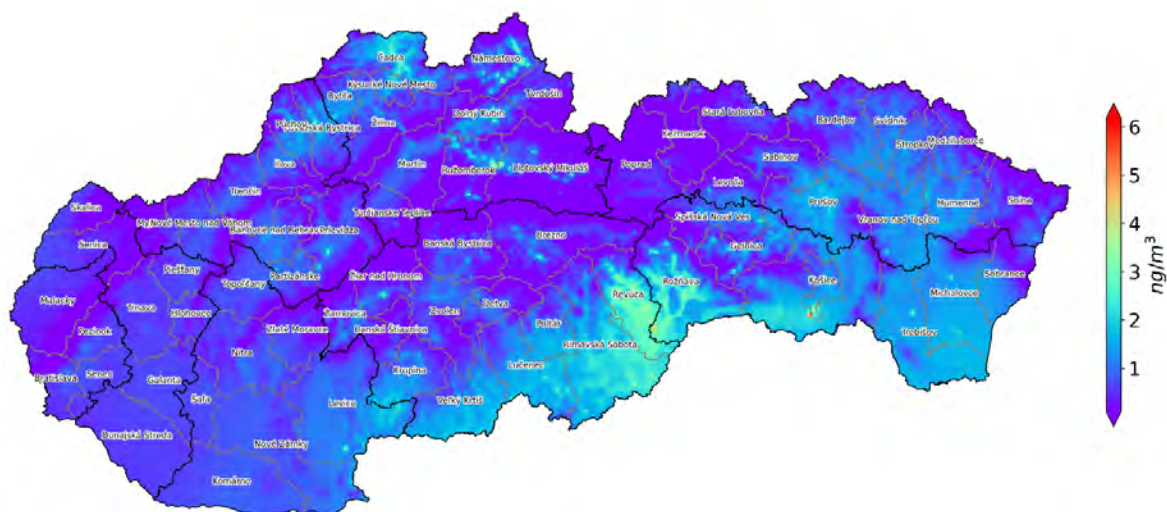 Čadca
Námestovo
Kysucké Nové Mesto
Bytča
Tvrdošín
Dolný Kubín
Stará Ľubovňa
Bardejov
Svidník
Žilina
Kežmarok
Stropkov
Medzilaborce
Púchov
Považská Bystrica
Sabinov
Ilava
Martin
Ružomberok
Liptovský Mikuláš
Poprad
Levoča
Trenčín
Prešov
Humenné
Snina
Skalica
Turčianske Teplice
Spišská Nová Ves
Vranov nad Topľou
Myjava
Nové Mesto nad Váhom
Bánovce nad Bebravou
Prievidza
Banská Bystrica
Brezno
Gelnica
Senica
Piešťany
Topoľčany
Partizánske
Žiar nad Hronom
Rožňava
Košice
Sobrance
Malacky
Trnava
Hlohovec
Žarnovica
Zvolen
Detva
Revúca
Michalovce
Pezinok
Zlaté Moravce
Banská Štiavnica
Poltár
Trebišov
Nitra
Rimavská Sobota
Bratislava
Senec
Galanta
Krupina
Lučenec
Šaľa
Levice
Veľký Krtíš
Dunajská Streda
Nové Zámky
Komárno
6
5
4
3
2
1
ng/m³